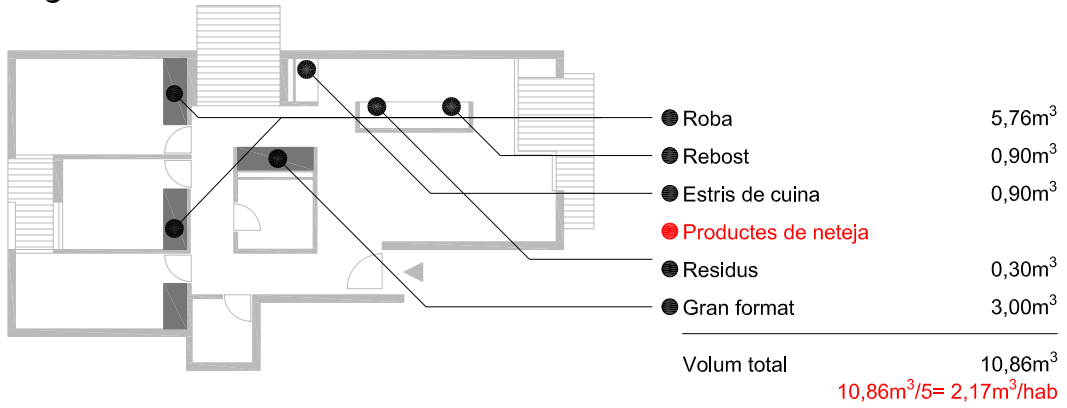 Roba 5,76m³
Rebost 0,90m³
Estris de cuina 0,90m³
Productes de neteja
Residus 0,30m³
Gran format 3,00m³
Volum total 10,86m³
10,86m³/5= 2,17m³/hab